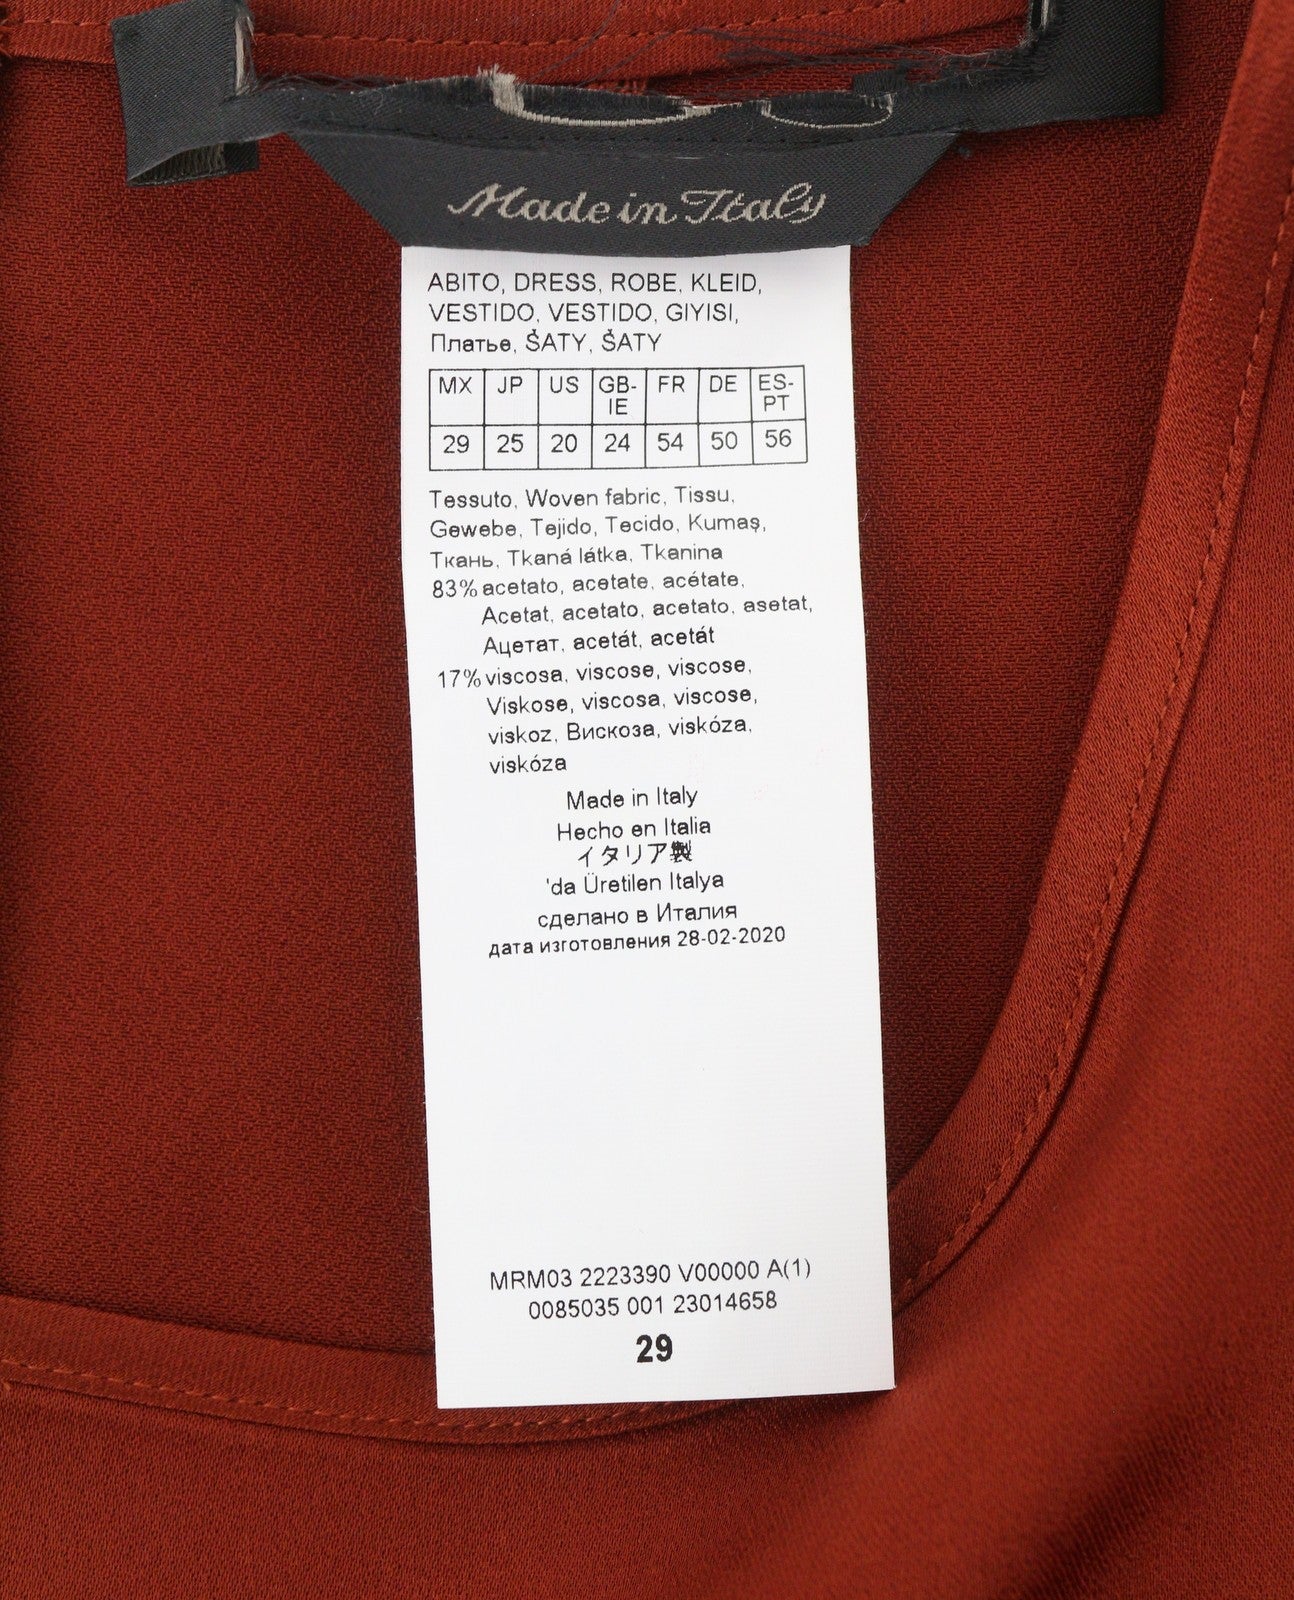 Made in Italy
ABITO, DRESS, ROBE, KLEID,
VESTIDO, VESTIDO, GIYISI,
Платье, ŠATY, ŠATY
MX JP US GB-IE FR DE ES-PT
29 25 20 24 54 50 56
Tessuto, Woven fabric, Tissu,
Gewebe, Tejido, Tecido, Kumaş,
Ткань, Tkaná látka, Tkanina
83% acetato, acetate, acétate,
Acetat, acetato, acetato, asetat,
Ацетат, acetát, acetát
17% viscosa, viscose, viscose,
Viskose, viscosa, viscose,
viskoz, Вискоза, viskóza,
viskóza
Made in Italy
Hecho en Italia
イタリア製
'da Üretilen Italya
сделано в Италия
дата изготовления 28-02-2020
MRM03 2223390 V00000 A(1)
0085035 001 23014658
29